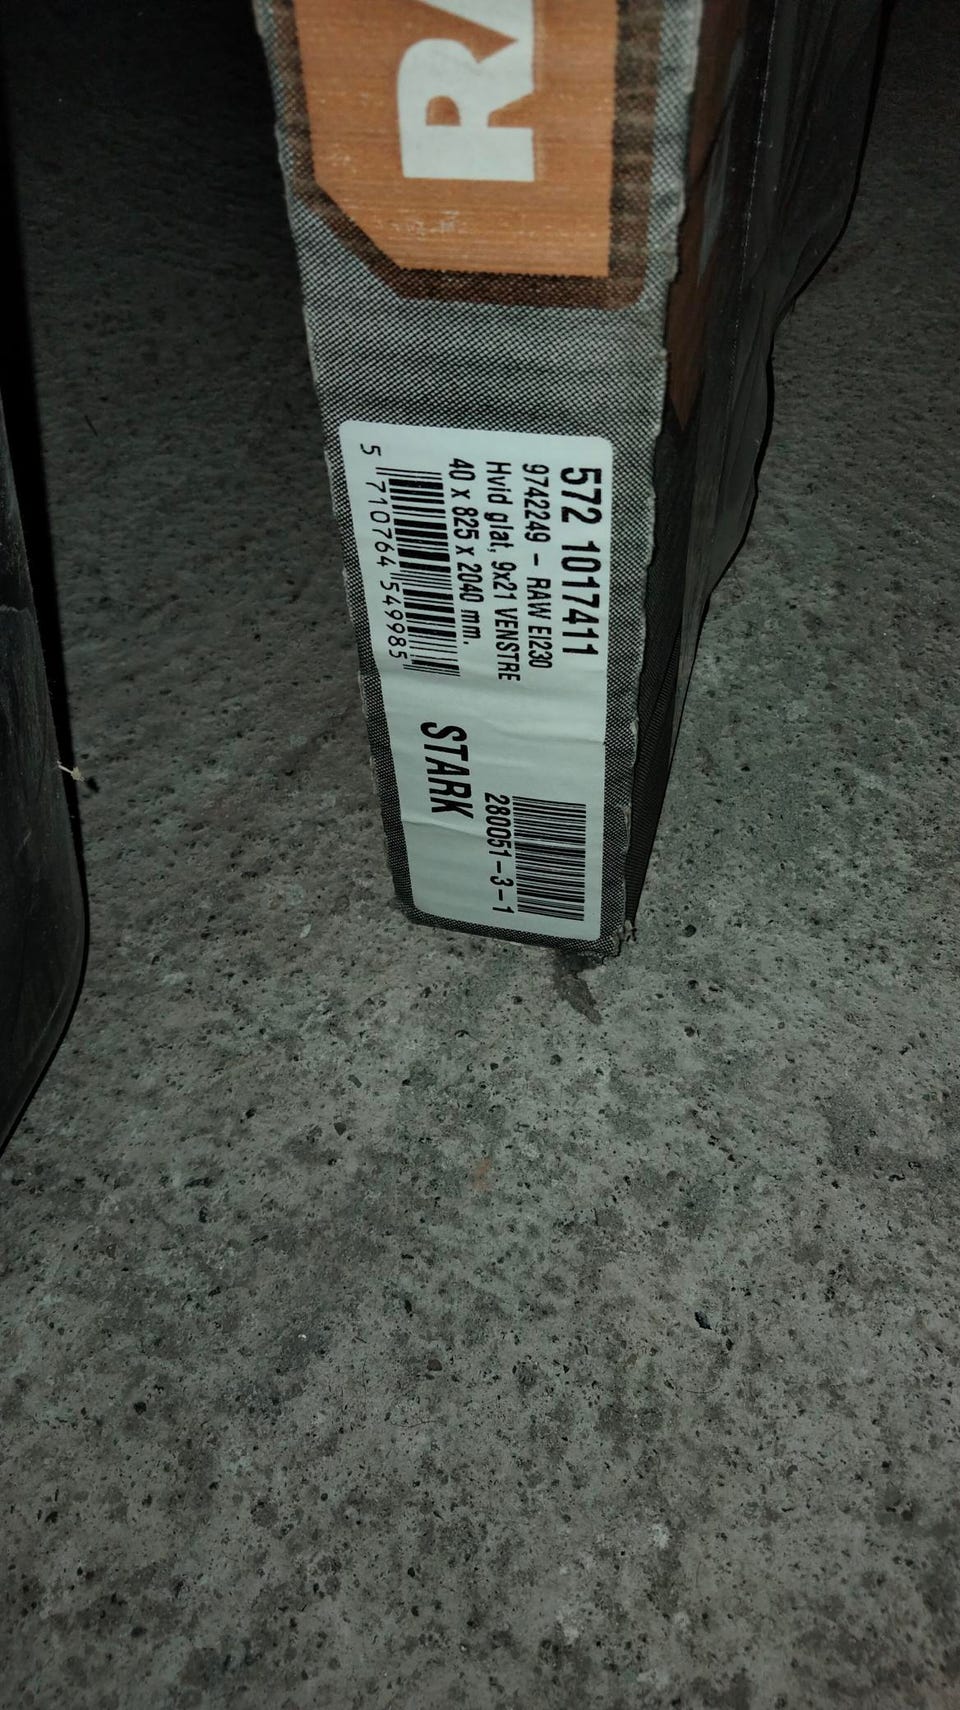 RA
572 1017411
9742249 - RAW EI230
Hvid glat, 9x21 VENSTRE
40 x 825 x 2040 mm.
5 710764 549985
STARK
280051-3-1